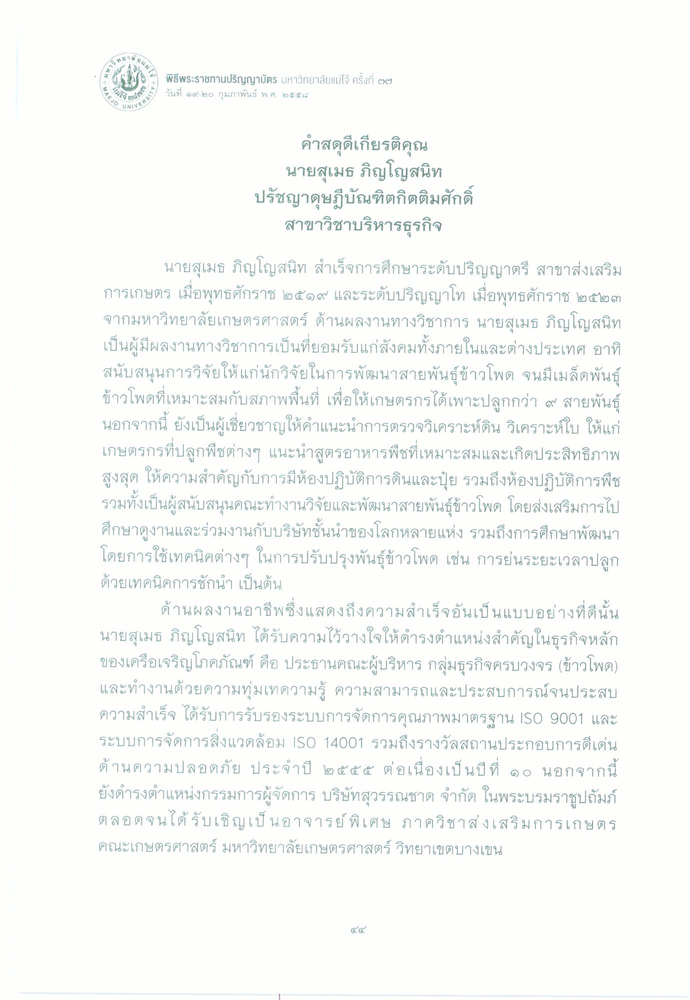 มหาวิทยาลัยแม่โจ้
แม่โจ้ ๒๔๗๗
MAEJO UNIVERSITY
พิธีพระราชทานปริญญาบัตร มหาวิทยาลัยแม่โจ้ ครั้งที่ ๓๗
วันที่ ๑๙-๒๐ กุมภาพันธ์ พ.ศ. ๒๕๕๘
คำสดุดีเกียรติคุณ
นายสุเมธ ภิญโญสนิท
ปรัชญาดุษฎีบัณฑิตกิตติมศักดิ์
สาขาวิชาบริหารธุรกิจ
นายสุเมธ ภิญโญสนิท สำเร็จการศึกษาระดับปริญญาตรี สาขาส่งเสริม
การเกษตร เมื่อพุทธศักราช ๒๕๑๙ และระดับปริญญาโท เมื่อพุทธศักราช ๒๕๒๓
จากมหาวิทยาลัยเกษตรศาสตร์ ด้านผลงานทางวิชาการ นายสุเมธ ภิญโญสนิท
เป็นผู้มีผลงานทางวิชาการเป็นที่ยอมรับแก่สังคมทั้งภายในและต่างประเทศ อาทิ
สนับสนุนการวิจัยให้แก่นักวิจัยในการพัฒนาสายพันธุ์ข้าวโพด จนมีเมล็ดพันธุ์
ข้าวโพดที่เหมาะสมกับสภาพพื้นที่ เพื่อให้เกษตรกรได้เพาะปลูกกว่า ๙ สายพันธุ์
นอกจากนี้ ยังเป็นผู้เชี่ยวชาญให้คำแนะนำการตรวจวิเคราะห์ดิน วิเคราะห์ใบ ให้แก่
เกษตรกรที่ปลูกพืชต่างๆ แนะนำสูตรอาหารพืชที่เหมาะสมและเกิดประสิทธิภาพ
สูงสุด ให้ความสำคัญกับการมีห้องปฏิบัติการดินและปุ๋ย รวมถึงห้องปฏิบัติการพืช
รวมทั้งเป็นผู้สนับสนุนคณะทำงานวิจัยและพัฒนาสายพันธุ์ข้าวโพด โดยส่งเสริมการไป
ศึกษาดูงานและร่วมงานกับบริษัทชั้นนำของโลกหลายแห่ง รวมถึงการศึกษาพัฒนา
โดยการใช้เทคนิคต่างๆ ในการปรับปรุงพันธุ์ข้าวโพด เช่น การย่นระยะเวลาปลูก
ด้วยเทคนิคการชักนำ เป็นต้น
ด้านผลงานอาชีพซึ่งแสดงถึงความสำเร็จอันเป็นแบบอย่างที่ดีนั้น
นายสุเมธ ภิญโญสนิท ได้รับความไว้วางใจให้ดำรงตำแหน่งสำคัญในธุรกิจหลัก
ของเครือเจริญโภคภัณฑ์ คือ ประธานคณะผู้บริหาร กลุ่มธุรกิจครบวงจร (ข้าวโพด)
และทำงานด้วยความทุ่มเทความรู้ ความสามารถและประสบการณ์จนประสบ
ความสำเร็จ ได้รับการรับรองระบบการจัดการคุณภาพมาตรฐาน ISO 9001 และ
ระบบการจัดการสิ่งแวดล้อม ISO 14001 รวมถึงรางวัลสถานประกอบการดีเด่น
ด้านความปลอดภัย ประจำปี ๒๕๕๕ ต่อเนื่องเป็นปีที่ ๑๐ นอกจากนี้
ยังดำรงตำแหน่งกรรมการผู้จัดการ บริษัทสุวรรณชาด จำกัด ในพระบรมราชูปถัมภ์
ตลอดจนได้รับเชิญเป็นอาจารย์พิเศษ ภาควิชาส่งเสริมการเกษตร
คณะเกษตรศาสตร์ มหาวิทยาลัยเกษตรศาสตร์ วิทยาเขตบางเขน
๔๔